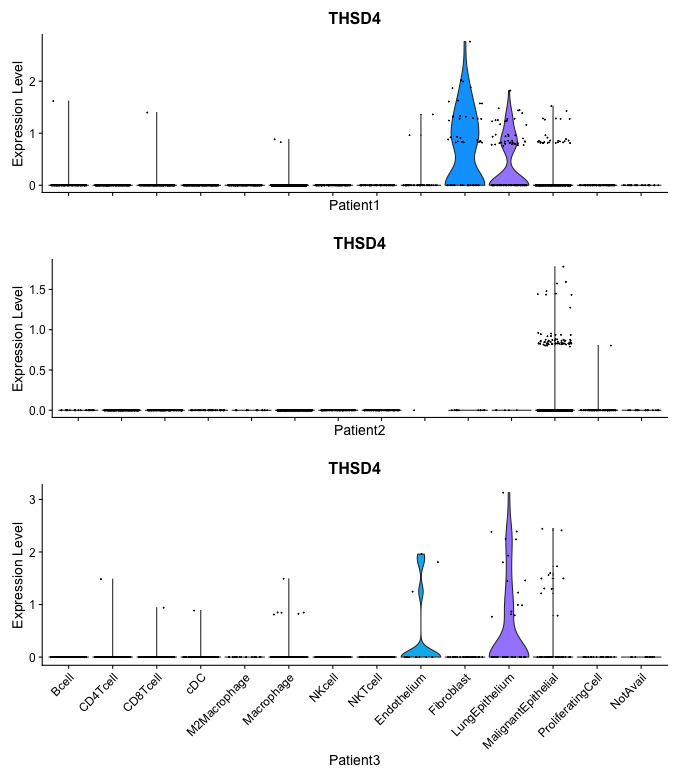 THSD4
Expression Level
2
1
0
Patient1
THSD4
Expression Level
1.5
1.0
0.5
0.0
Patient2
THSD4
Expression Level
3
2
1
0
Bcell
CD4Tcell
CD8Tcell
cDC
M2Macrophage
Macrophage
NKcell
NKTcell
Endothelium
Fibroblast
LungEpithelium
MalignantEpithelial
ProliferatingCell
NotAvail
Patient3